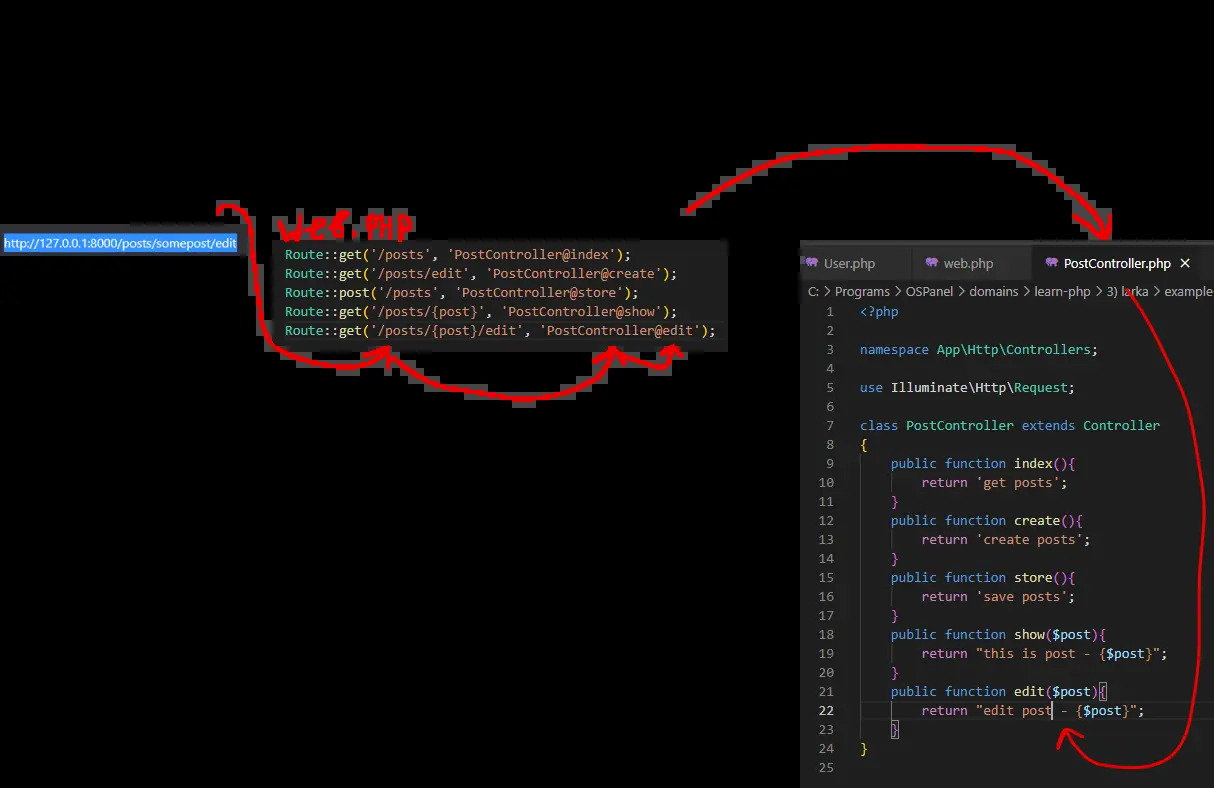 http://127.0.0.1:8000/posts/somepost/edit
web.php
Route::get('/posts', 'PostController@index');
Route::get('/posts/edit', 'PostController@create');
Route::post('/posts', 'PostController@store');
Route::get('/posts/{post}', 'PostController@show');
Route::get('/posts/{post}/edit', 'PostController@edit');
User.php web.php PostController.php
C: > Programs > OSPanel > domains > learn-php > 3) larka > example
1 <?php
2
3 namespace App\Http\Controllers;
4
5 use Illuminate\Http\Request;
6
7 class PostController extends Controller
8 {
9 public function index(){
10 return 'get posts';
11 }
12 public function create(){
13 return 'create posts';
14 }
15 public function store(){
16 return 'save posts';
17 }
18 public function show($post){
19 return "this is post - {$post}";
20 }
21 public function edit($post){
22 return "edit post - {$post}";
23 }
24 }
25